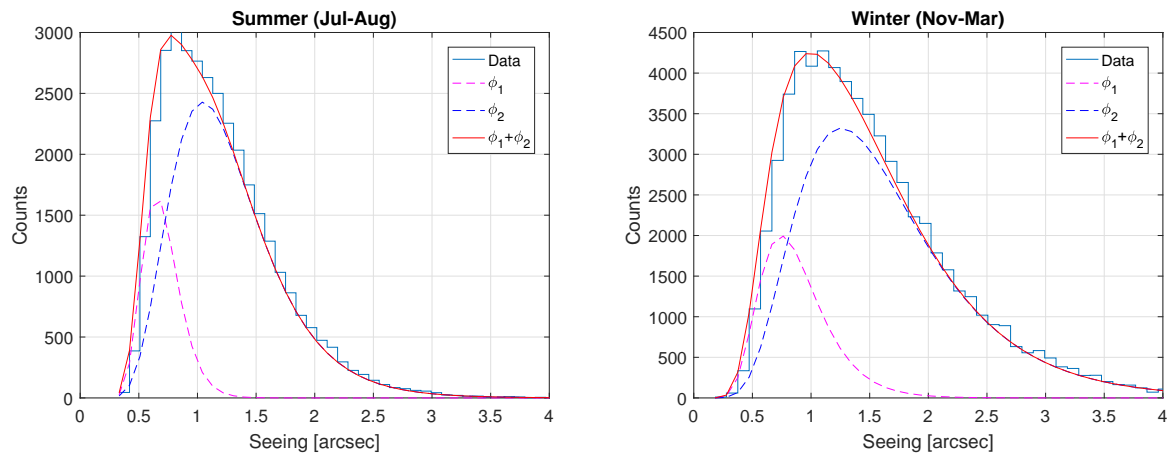 Summer (Jul-Aug)
3000
2500
2000
1500
1000
500
0
Counts
0
0.5
1
1.5
2
2.5
3
3.5
4
Seeing [arcsec]
Data
ϕ1
ϕ2
ϕ1+ϕ2
Winter (Nov-Mar)
4500
4000
3500
3000
2500
2000
1500
1000
500
0
Counts
0
0.5
1
1.5
2
2.5
3
3.5
4
Seeing [arcsec]
Data
ϕ1
ϕ2
ϕ1+ϕ2